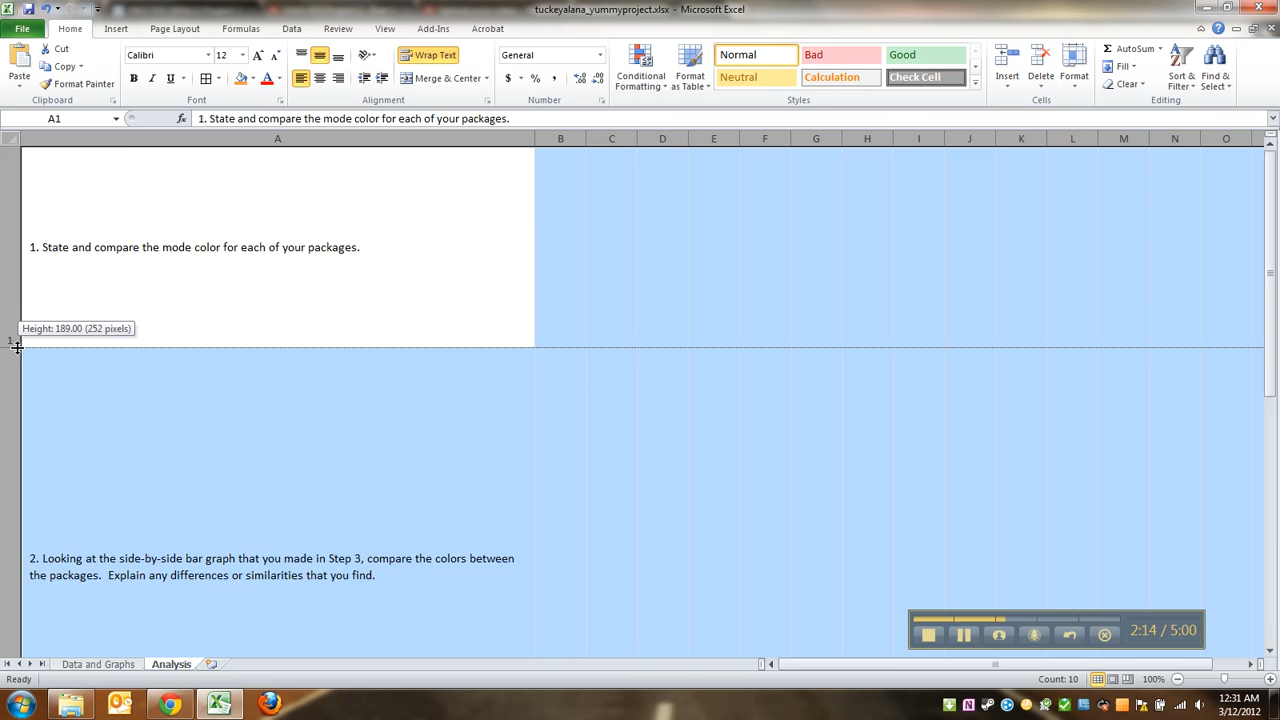 tuckeyalana_yummyproject.xlsx - Microsoft Excel
File Home Insert Page Layout Formulas Data Review View Add-Ins Acrobat
Paste Cut Copy Format Painter Clipboard
Calibri 12 B I U A Font
Wrap Text Merge & Center Alignment
General $ % , Number
Conditional Formatting Format as Table Normal Bad Good Neutral Calculation Check Cell Styles
Insert Delete Format Cells
Σ AutoSum Fill Clear Sort & Filter Find & Select Editing
A1 fx 1. State and compare the mode color for each of your packages.
A B C D E F G H I J K L M N O
1. State and compare the mode color for each of your packages.
Height: 189.00 (252 pixels)
1
2. Looking at the side-by-side bar graph that you made in Step 3, compare the colors between
the packages.  Explain any differences or similarities that you find.
2:14 / 5:00
Data and Graphs Analysis
Ready Count: 10 100%
12:31 AM
3/12/2012